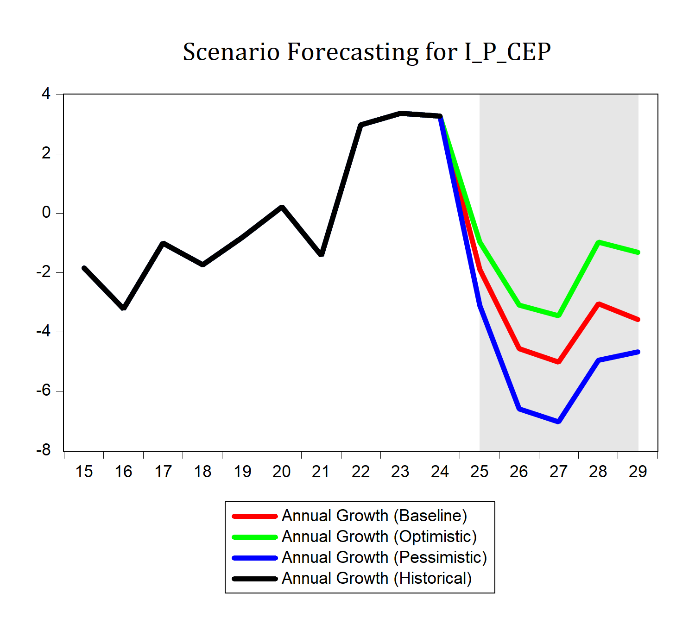 Scenario Forecasting for I_P_CEP
4
2
0
-2
-4
-6
-8
15 16 17 18 19 20 21 22 23 24 25 26 27 28 29
Annual Growth (Baseline)
Annual Growth (Optimistic)
Annual Growth (Pessimistic)
Annual Growth (Historical)